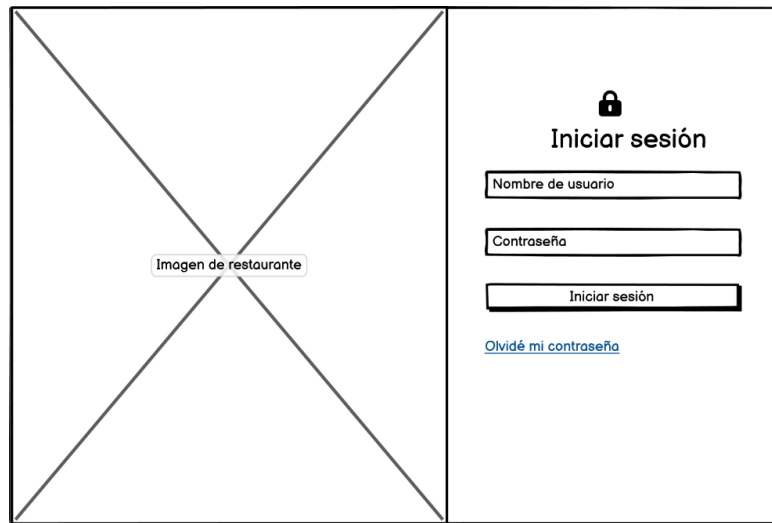 Imagen de restaurante
Iniciar sesión
Nombre de usuario
Contraseña
Iniciar sesión
Olvidé mi contraseña